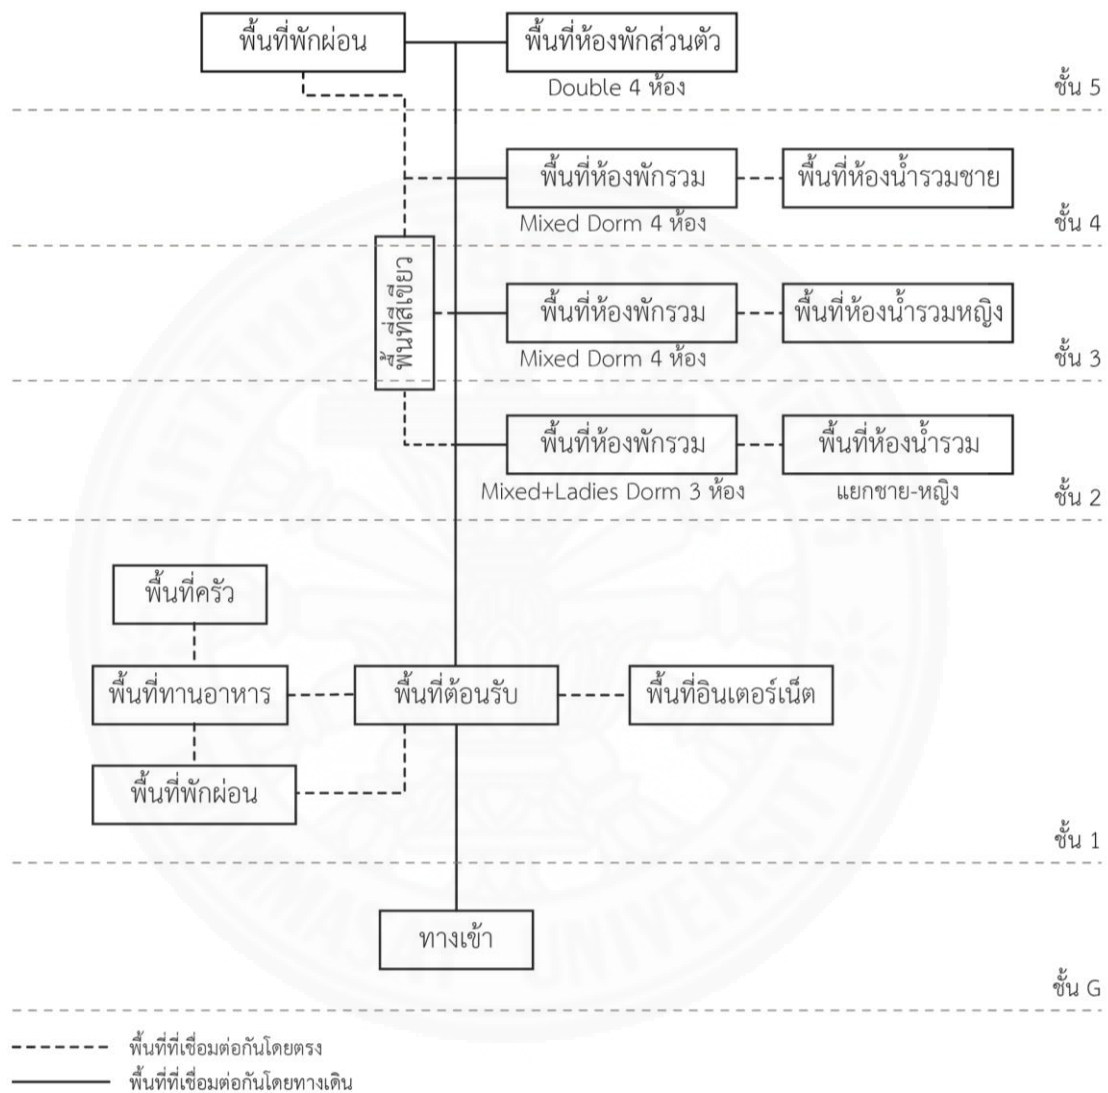 พื้นที่พักผ่อน
พื้นที่ห้องพักส่วนตัว
Double 4 ห้อง
ชั้น 5
พื้นที่ห้องพักรวม
พื้นที่ห้องน้ำรวมชาย
Mixed Dorm 4 ห้อง
ชั้น 4
พื้นที่สีเขียว
พื้นที่ห้องพักรวม
พื้นที่ห้องน้ำรวมหญิง
Mixed Dorm 4 ห้อง
ชั้น 3
พื้นที่ห้องพักรวม
พื้นที่ห้องน้ำรวม
Mixed+Ladies Dorm 3 ห้อง
แยกชาย-หญิง
ชั้น 2
พื้นที่ครัว
พื้นที่ทานอาหาร
พื้นที่ต้อนรับ
พื้นที่อินเตอร์เน็ต
พื้นที่พักผ่อน
ชั้น 1
ทางเข้า
ชั้น G
พื้นที่ที่เชื่อมต่อกันโดยตรง
พื้นที่ที่เชื่อมต่อกันโดยทางเดิน